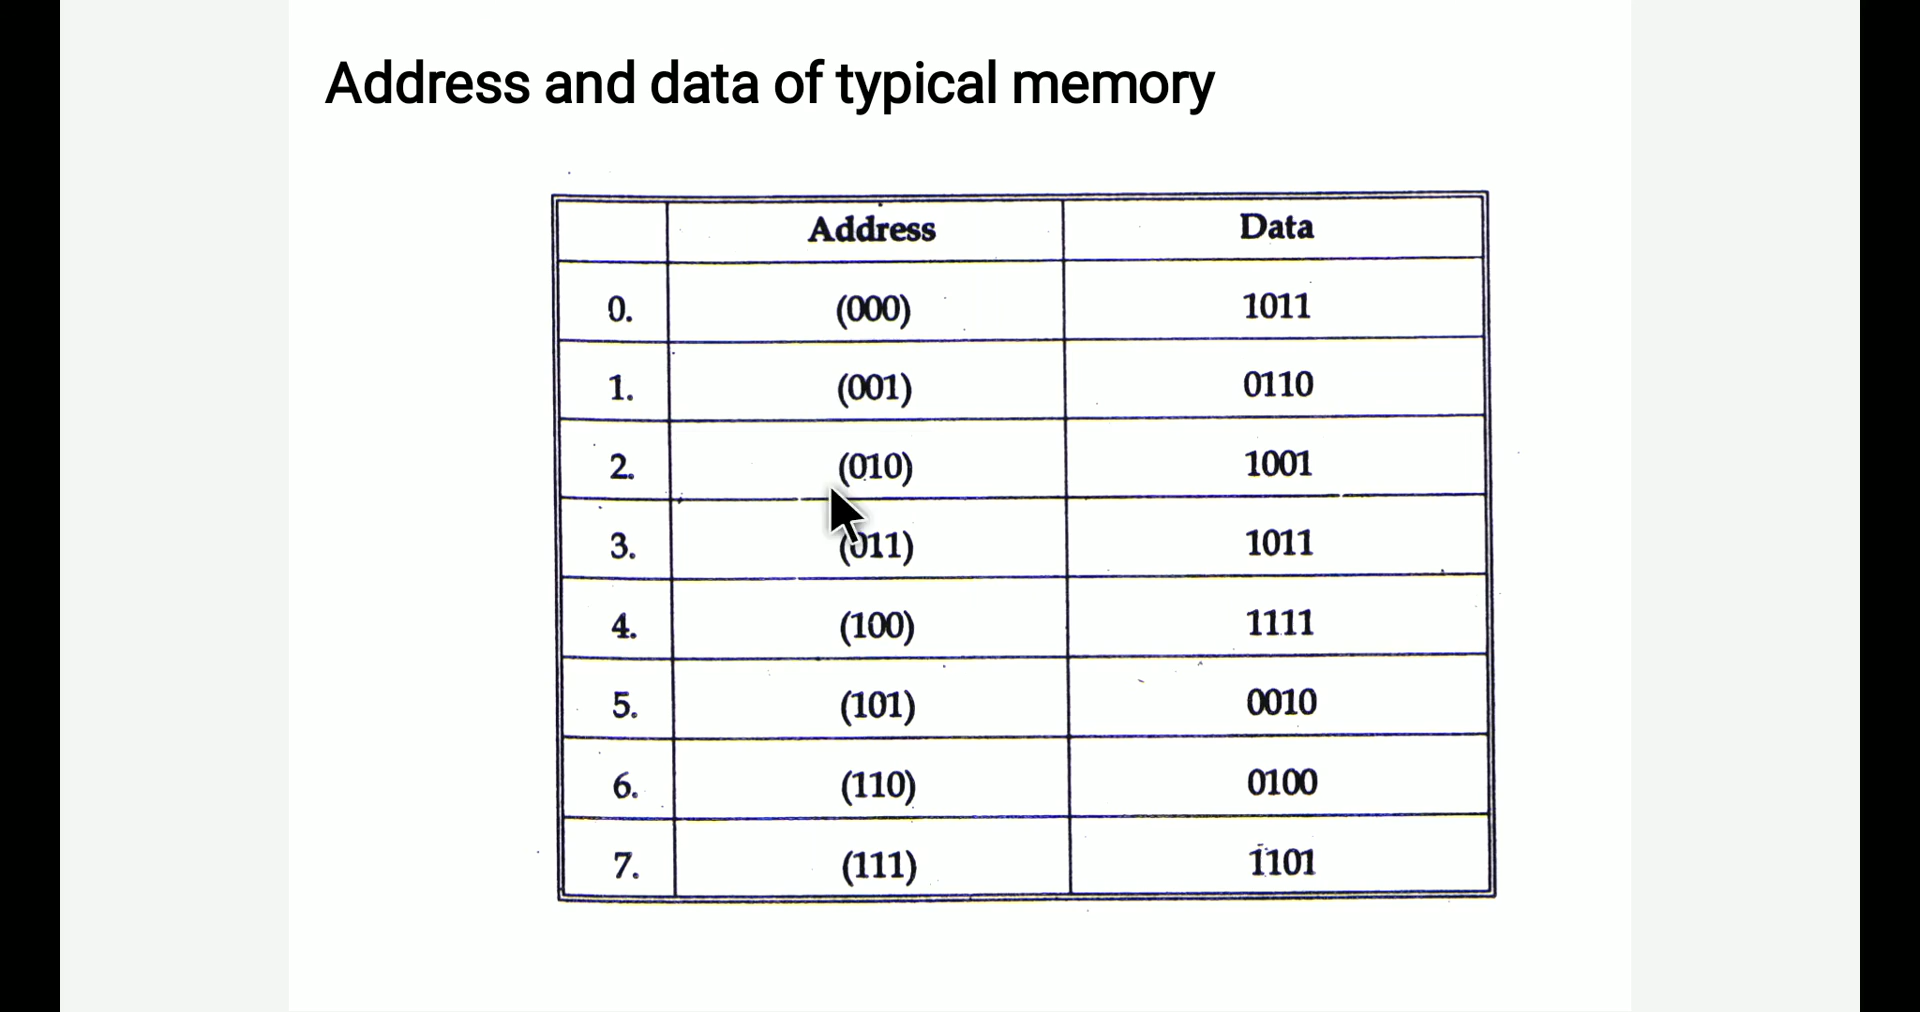 Address and data of typical memory
Address Data
0. (000) 1011
1. (001) 0110
2. (010) 1001
3. (011) 1011
4. (100) 1111
5. (101) 0010
6. (110) 0100
7. (111) 1101